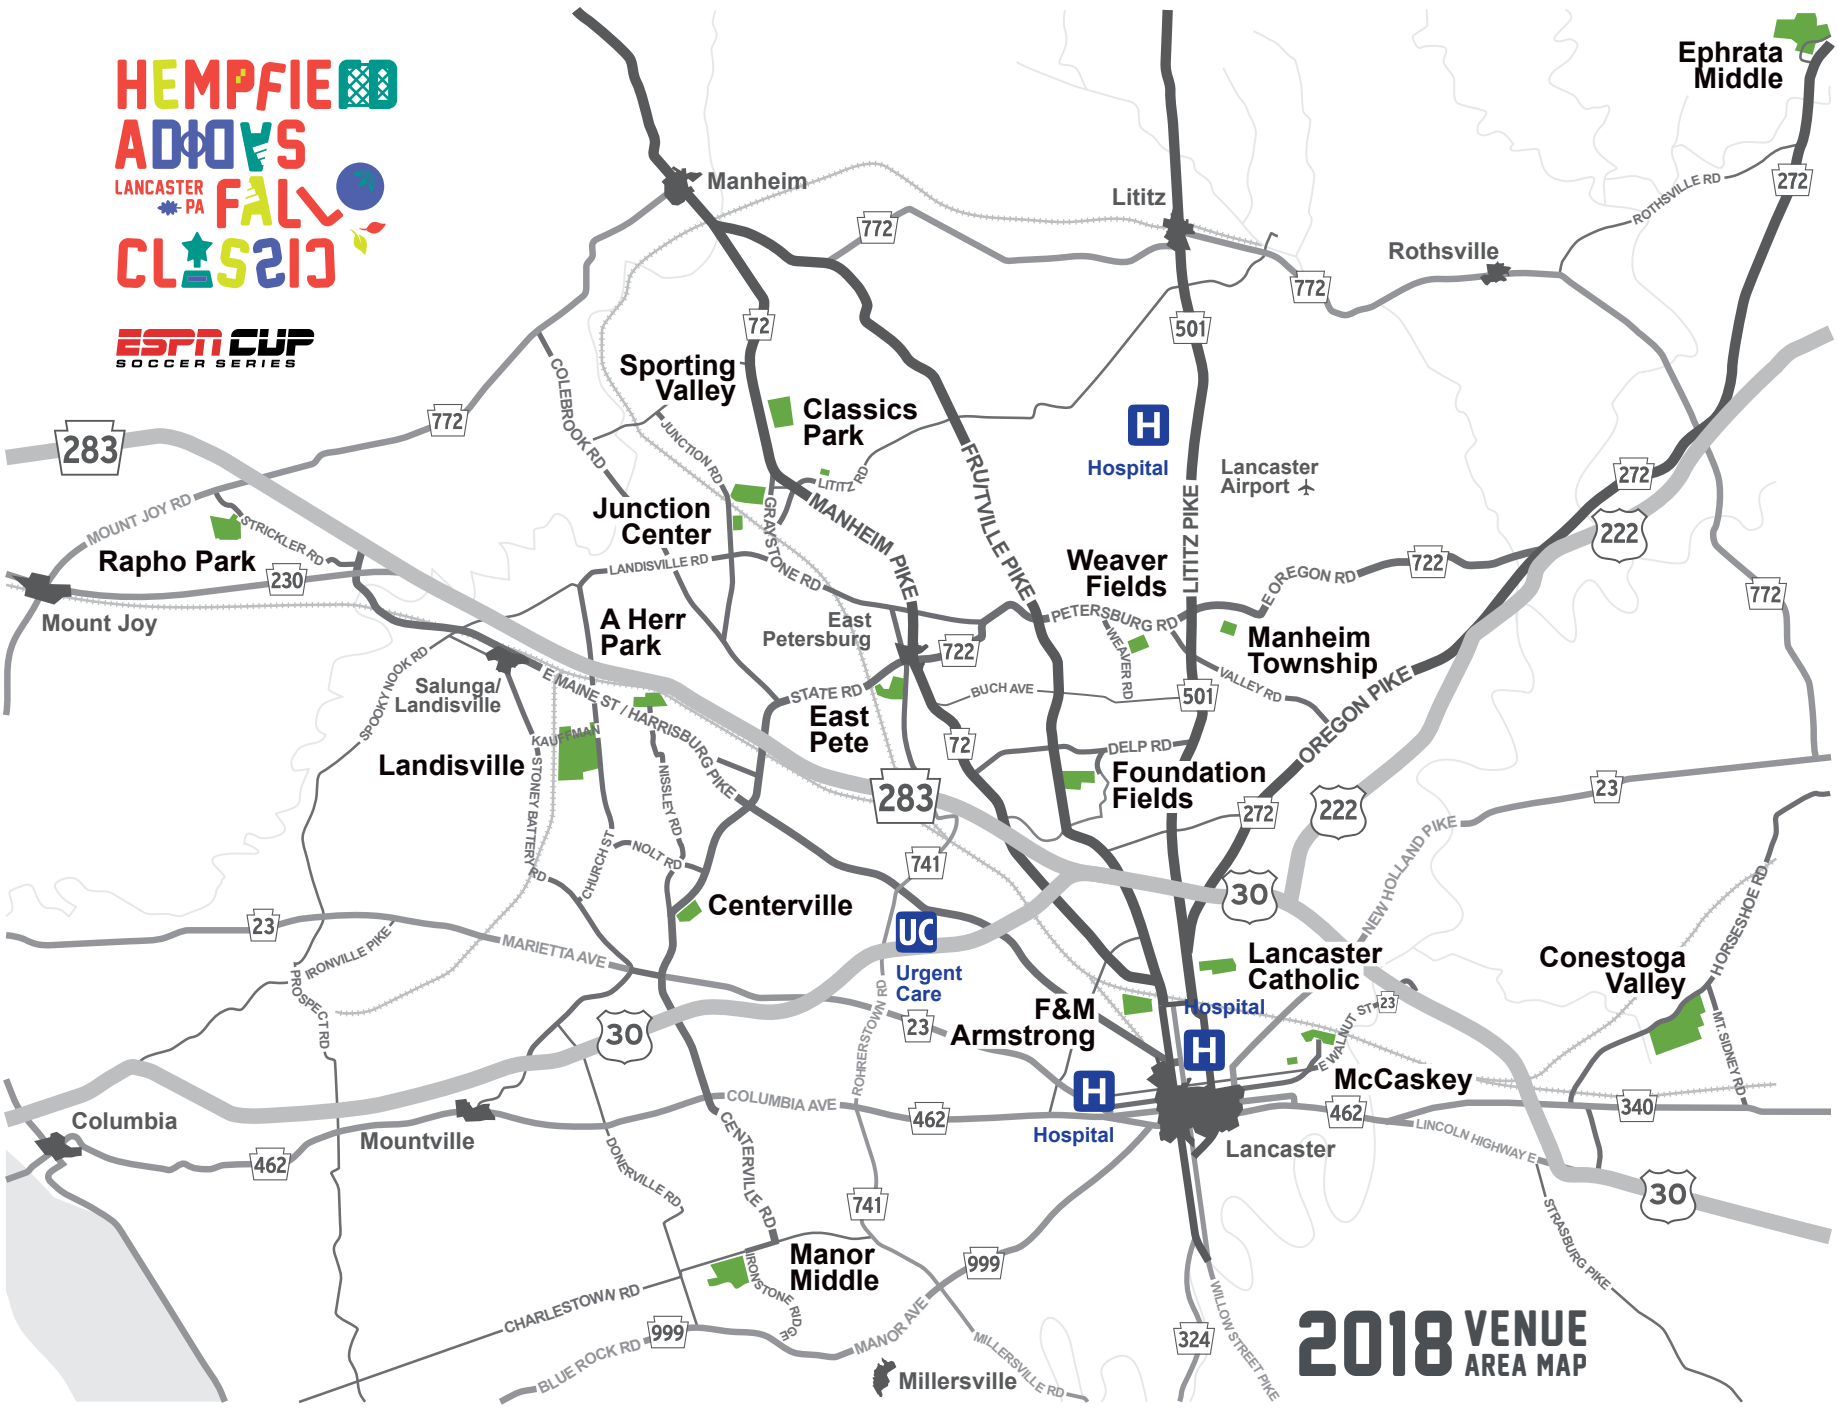 HEMPFIELD
ADIDAS
LANCASTER
PA
FALL
CLASSIC
ESPN CUP
SOCCER SERIES
Ephrata
Middle
272
ROTHSVILLE RD
Manheim
Lititz
772
Rothsville
772
72
501
Sporting
Valley
COLEBROOK RD
Classics
Park
772
283
JUNCTION RD
FRUITVILLE PIKE
H
Hospital
Lancaster
Airport
272
222
LITITZ RD
MOUNT JOY RD
STRICKLER RD
Rapho Park
230
Junction
Center
GRAYSTONE RD
MANHEIM PIKE
LITITZ PIKE
LANDISVILLE RD
Weaver
Fields
E OREGON RD
722
772
Mount Joy
A Herr
Park
East
Petersburg
722
PETERSBURG RD
WEAVER RD
Manheim
Township
SPOOKY NOOK RD
Salunga/
Landisville
E MAINE ST / HARRISBURG PIKE
STATE RD
BUCH AVE
501
VALLEY RD
OREGON PIKE
East
Pete
72
DELP RD
KAUFFMAN
Landisville
STONEY BATTERY RD
NISSLEY RD
283
Foundation
Fields
272
222
23
CHURCH ST
NOLT RD
741
NEW HOLLAND PIKE
HORSESHOE RD
30
Centerville
23
UC
Urgent
Care
MARIETTA AVE
IRONVILLE PIKE
PROSPECT RD
Lancaster
Catholic
Conestoga
Valley
30
23
ROHRERSTOWN RD
F&M
Armstrong
Hospital
H
E WALNUT ST
23
MT. SIDNEY RD
McCaskey
H
Hospital
COLUMBIA AVE
462
462
340
Columbia
Mountville
462
Lancaster
LINCOLN HIGHWAY E
30
DONERVILLE RD
CENTERVILLE RD
741
STRASBURG PIKE
Manor
Middle
IRONSTONE RIDGE
999
CHARLESTOWN RD
999
BLUE ROCK RD
MANOR AVE
MILLERSVILLE RD
Millersville
324
WILLOW STREET PIKE
2018 VENUE
AREA MAP